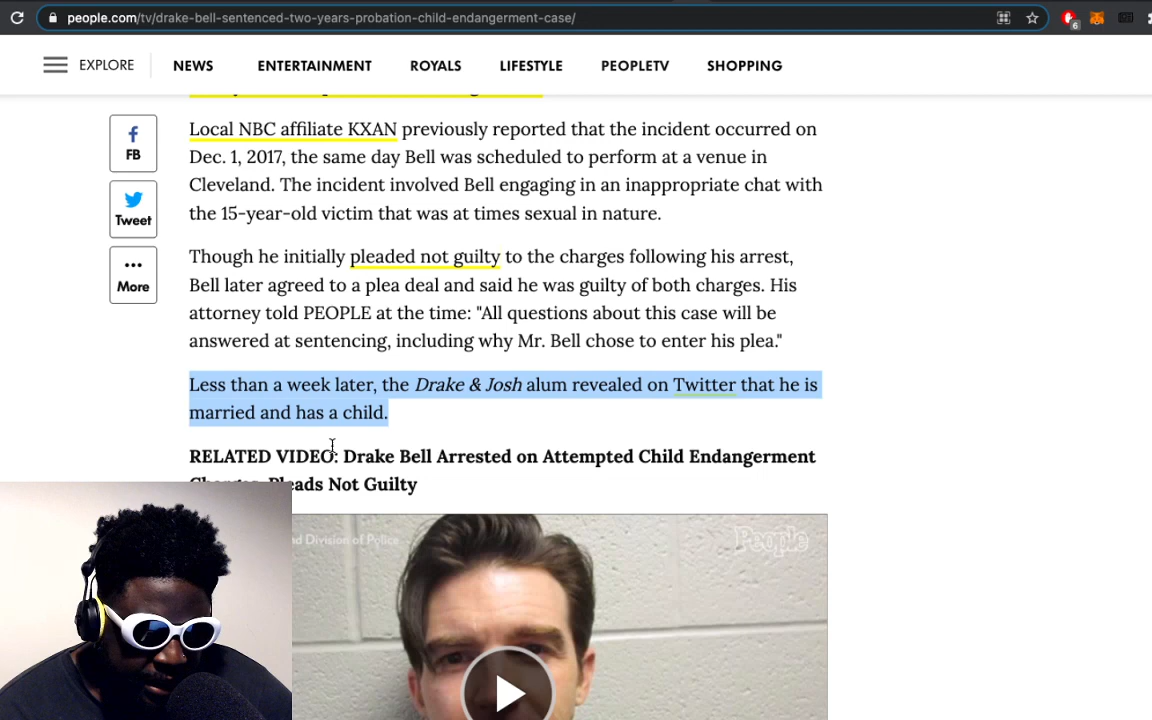 people.com/tv/drake-bell-sentenced-two-years-probation-child-endangerment-case/
6
EXPLORE
NEWS
ENTERTAINMENT
ROYALS
LIFESTYLE
PEOPLETV
SHOPPING
FB
Tweet
More
Local NBC affiliate KXAN previously reported that the incident occurred on
Dec. 1, 2017, the same day Bell was scheduled to perform at a venue in
Cleveland. The incident involved Bell engaging in an inappropriate chat with
the 15-year-old victim that was at times sexual in nature.
Though he initially pleaded not guilty to the charges following his arrest,
Bell later agreed to a plea deal and said he was guilty of both charges. His
attorney told PEOPLE at the time: "All questions about this case will be
answered at sentencing, including why Mr. Bell chose to enter his plea."
Less than a week later, the Drake & Josh alum revealed on Twitter that he is
married and has a child.
RELATED VIDEO: Drake Bell Arrested on Attempted Child Endangerment
Pleads Not Guilty
Division of Police
People